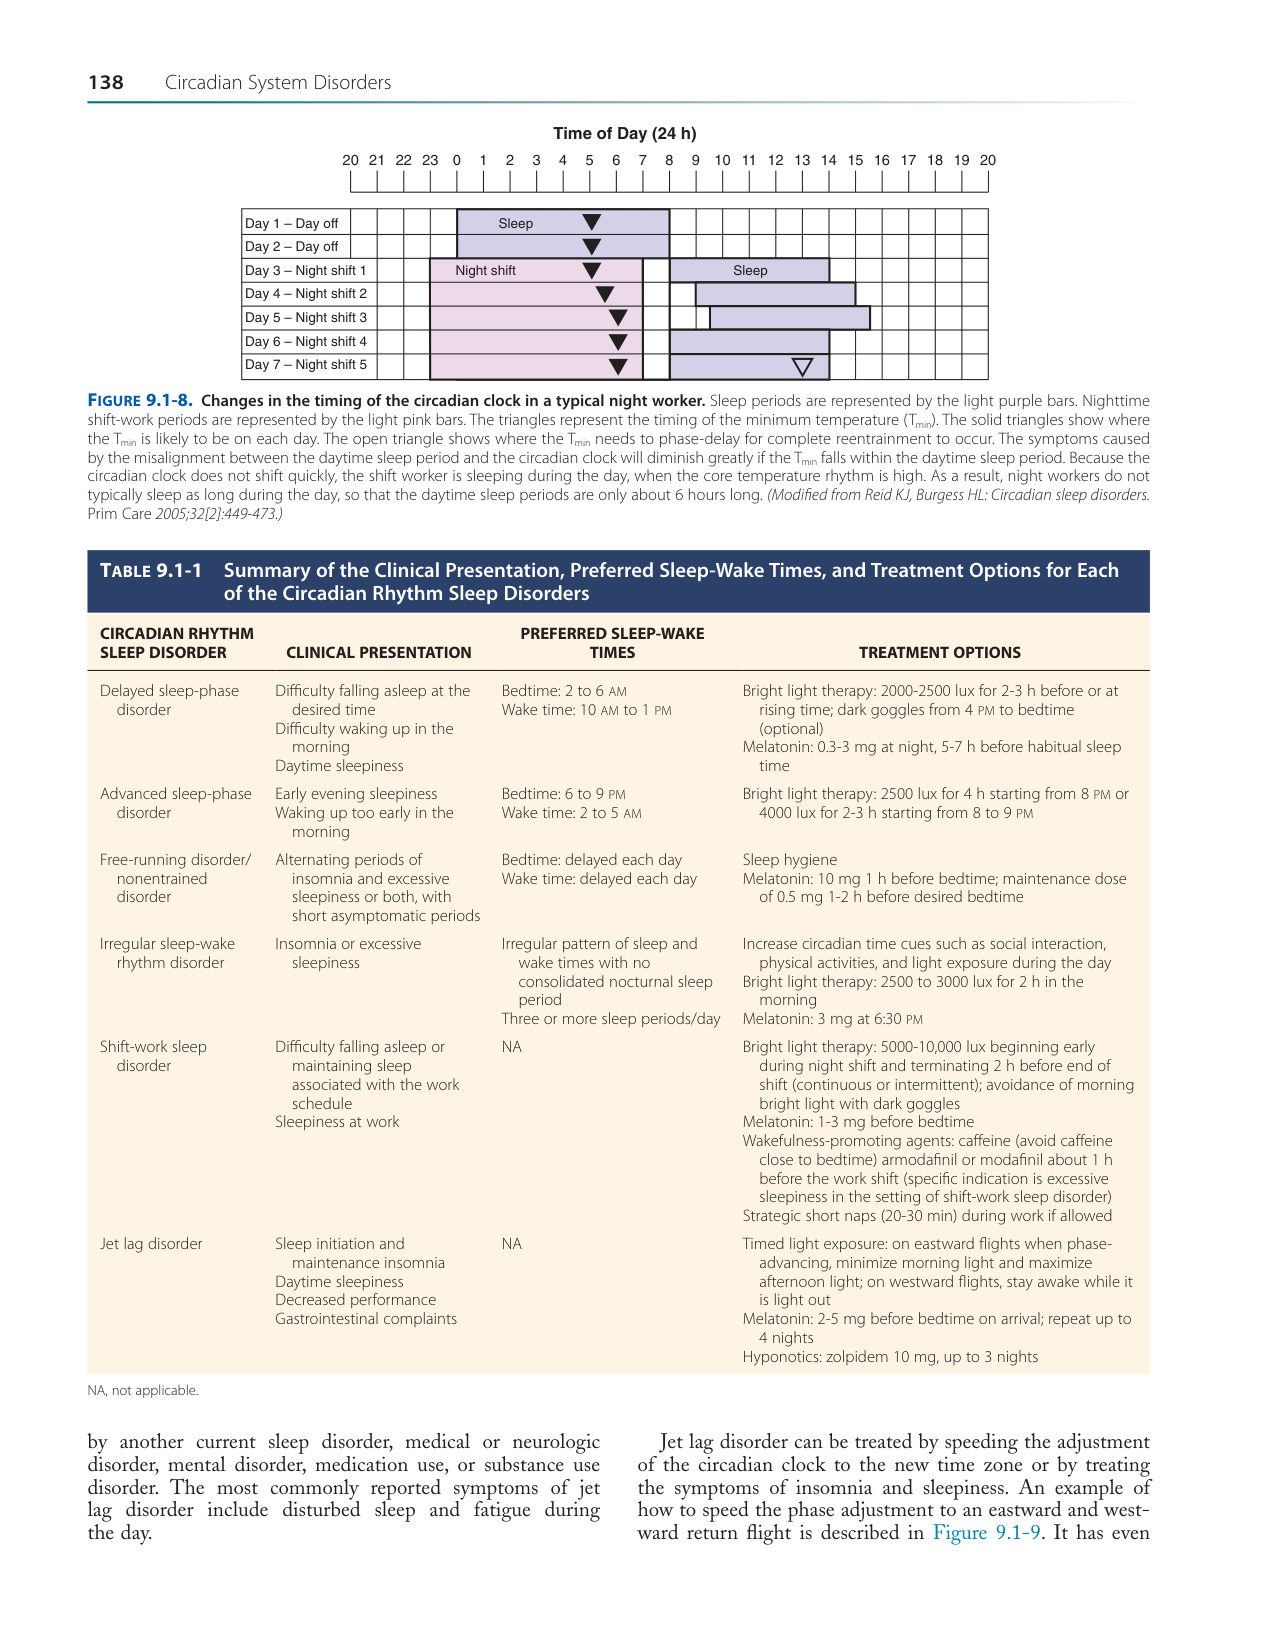 138 Circadian System Disorders
Time of Day (24 h)
20 21 22 23 0 1 2 3 4 5 6 7 8 9 10 11 12 13 14 15 16 17 18 19 20
Day 1 – Day off Sleep
Day 2 – Day off
Day 3 – Night shift 1 Night shift Sleep
Day 4 – Night shift 2
Day 5 – Night shift 3
Day 6 – Night shift 4
Day 7 – Night shift 5
FIGURE 9.1-8. Changes in the timing of the circadian clock in a typical night worker. Sleep periods are represented by the light purple bars. Nighttime
shift-work periods are represented by the light pink bars. The triangles represent the timing of the minimum temperature (Tmin). The solid triangles show where
the Tmin is likely to be on each day. The open triangle shows where the Tmin needs to phase-delay for complete reentrainment to occur. The symptoms caused
by the misalignment between the daytime sleep period and the circadian clock will diminish greatly if the Tmin falls within the daytime sleep period. Because the
circadian clock does not shift quickly, the shift worker is sleeping during the day, when the core temperature rhythm is high. As a result, night workers do not
typically sleep as long during the day, so that the daytime sleep periods are only about 6 hours long. (Modified from Reid KJ, Burgess HL: Circadian sleep disorders.
Prim Care 2005;32[2]:449-473.)
TABLE 9.1-1 Summary of the Clinical Presentation, Preferred Sleep-Wake Times, and Treatment Options for Each
of the Circadian Rhythm Sleep Disorders
CIRCADIAN RHYTHM
SLEEP DISORDER
CLINICAL PRESENTATION
PREFERRED SLEEP-WAKE
TIMES
TREATMENT OPTIONS
Delayed sleep-phase
disorder
Difficulty falling asleep at the
desired time
Difficulty waking up in the
morning
Daytime sleepiness
Bedtime: 2 to 6 AM
Wake time: 10 AM to 1 PM
Bright light therapy: 2000-2500 lux for 2-3 h before or at
rising time; dark goggles from 4 PM to bedtime
(optional)
Melatonin: 0.3-3 mg at night, 5-7 h before habitual sleep
time
Advanced sleep-phase
disorder
Early evening sleepiness
Waking up too early in the
morning
Bedtime: 6 to 9 PM
Wake time: 2 to 5 AM
Bright light therapy: 2500 lux for 4 h starting from 8 PM or
4000 lux for 2-3 h starting from 8 to 9 PM
Free-running disorder/
nonentrained
disorder
Alternating periods of
insomnia and excessive
sleepiness or both, with
short asymptomatic periods
Bedtime: delayed each day
Wake time: delayed each day
Sleep hygiene
Melatonin: 10 mg 1 h before bedtime; maintenance dose
of 0.5 mg 1-2 h before desired bedtime
Irregular sleep-wake
rhythm disorder
Insomnia or excessive
sleepiness
Irregular pattern of sleep and
wake times with no
consolidated nocturnal sleep
period
Three or more sleep periods/day
Increase circadian time cues such as social interaction,
physical activities, and light exposure during the day
Bright light therapy: 2500 to 3000 lux for 2 h in the
morning
Melatonin: 3 mg at 6:30 PM
Shift-work sleep
disorder
Difficulty falling asleep or
maintaining sleep
associated with the work
schedule
Sleepiness at work
NA
Bright light therapy: 5000-10,000 lux beginning early
during night shift and terminating 2 h before end of
shift (continuous or intermittent); avoidance of morning
bright light with dark goggles
Melatonin: 1-3 mg before bedtime
Wakefulness-promoting agents: caffeine (avoid caffeine
close to bedtime) armodafinil or modafinil about 1 h
before the work shift (specific indication is excessive
sleepiness in the setting of shift-work sleep disorder)
Strategic short naps (20-30 min) during work if allowed
Jet lag disorder
Sleep initiation and
maintenance insomnia
Daytime sleepiness
Decreased performance
Gastrointestinal complaints
NA
Timed light exposure: on eastward flights when phase-
advancing, minimize morning light and maximize
afternoon light; on westward flights, stay awake while it
is light out
Melatonin: 2-5 mg before bedtime on arrival; repeat up to
4 nights
Hyponotics: zolpidem 10 mg, up to 3 nights
NA, not applicable.
by another current sleep disorder, medical or neurologic
disorder, mental disorder, medication use, or substance use
disorder. The most commonly reported symptoms of jet
lag disorder include disturbed sleep and fatigue during
the day.
Jet lag disorder can be treated by speeding the adjustment
of the circadian clock to the new time zone or by treating
the symptoms of insomnia and sleepiness. An example of
how to speed the phase adjustment to an eastward and west-
ward return flight is described in Figure 9.1-9. It has even